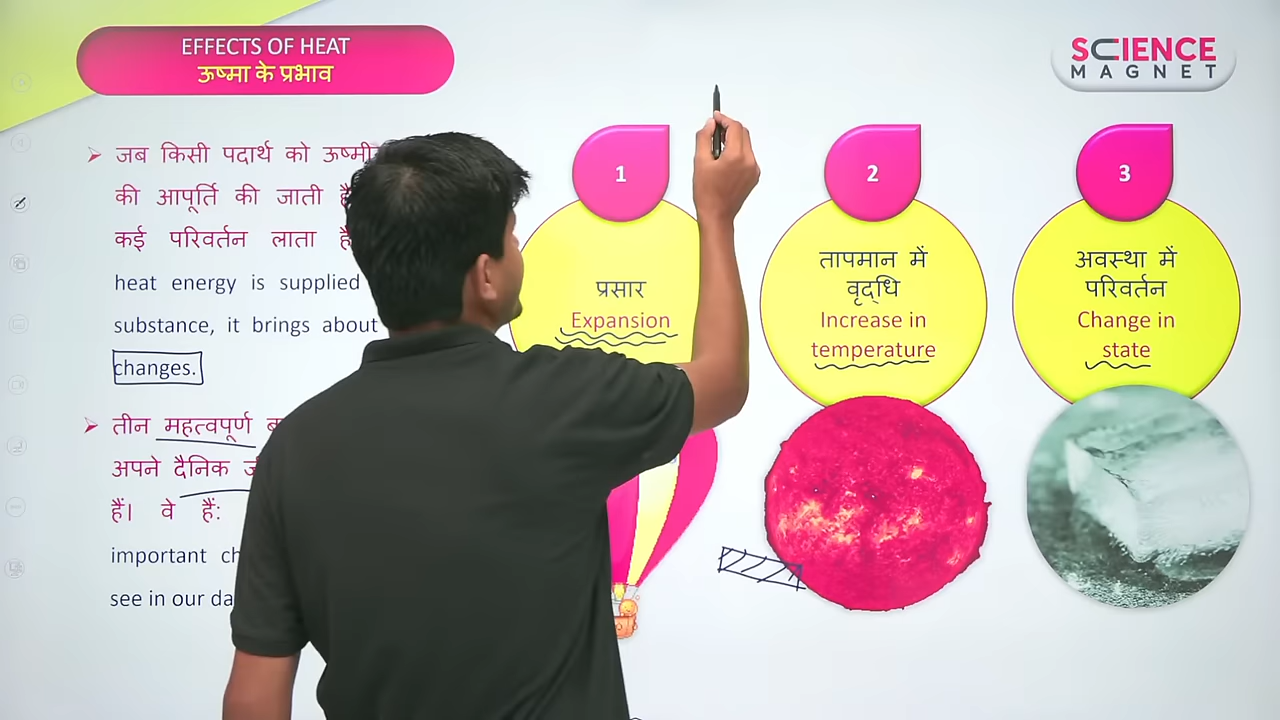 EFFECTS OF HEAT
ऊष्मा के प्रभाव
SCIENCE
MAGNET
जब किसी पदार्थ को
की आपूर्ति की जाती
कई परिवर्तन लाता
heat energy is supplied
substance, it brings about
changes.
तीन महत्वपूर्ण
अपने दैनिक
हैं। वे हैं:
important
see in our
1
प्रसार
Expansion
2
तापमान में
वृद्धि
Increase in
temperature
3
अवस्था में
परिवर्तन
Change in
state